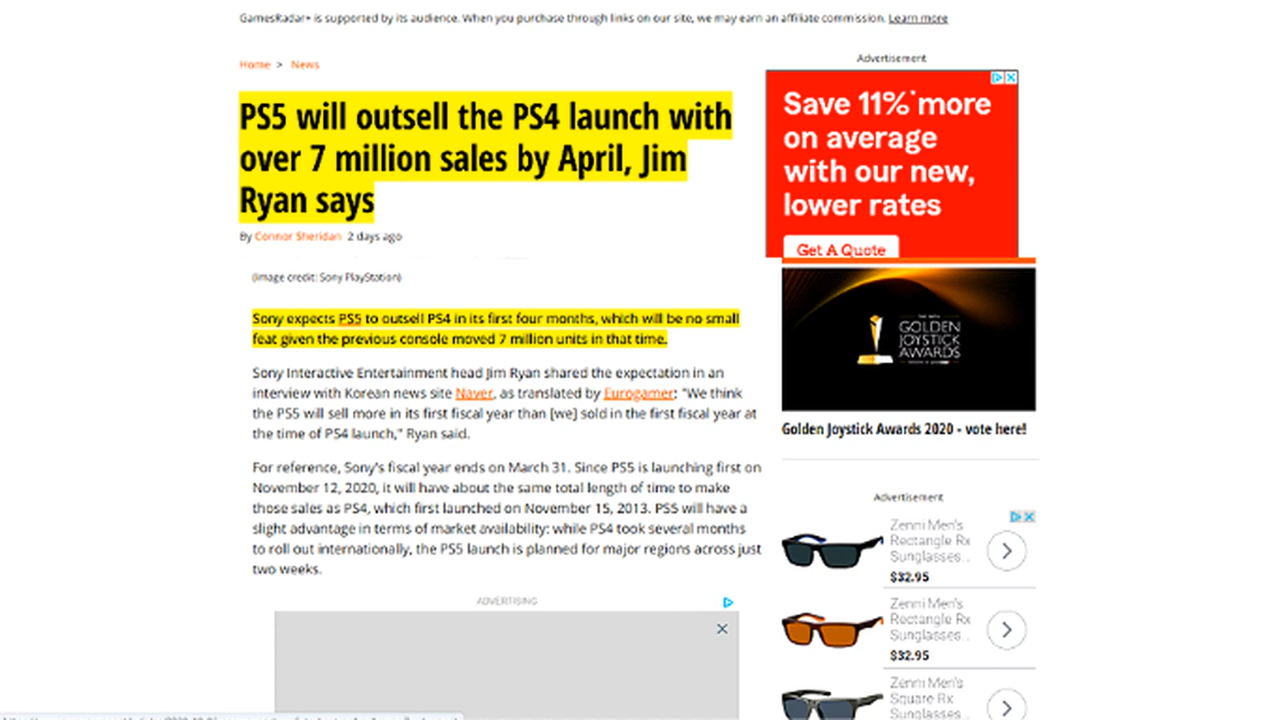 GamesRadar+ is supported by its audience. When you purchase through links on our site, we may earn an affiliate commission. Learn more
Home > News
PS5 will outsell the PS4 launch with
over 7 million sales by April, Jim
Ryan says
By Connor Sheridan 2 days ago
(Image credit: Sony PlayStation)
Sony expects PS5 to outsell PS4 in its first four months, which will be no small
feat given the previous console moved 7 million units in that time.
Sony Interactive Entertainment head Jim Ryan shared the expectation in an
interview with Korean news site Naver, as translated by Eurogamer: "We think
the PS5 will sell more in its first fiscal year than [we] sold in the first fiscal year at
the time of PS4 launch," Ryan said.
For reference, Sony's fiscal year ends on March 31. Since PS5 is launching first on
November 12, 2020, it will have about the same total length of time to make
those sales as PS4, which first launched on November 15, 2013. PS5 will have a
slight advantage in terms of market availability: while PS4 took several months
to roll out internationally, the PS5 launch is planned for major regions across just
two weeks.
ADVERTISING
Advertisement
Save 11%* more
on average
with our new,
lower rates
Get A Quote
GOLDEN
JOYSTICK
AWARDS
Golden Joystick Awards 2020 - vote here!
Advertisement
Zenni Men's
Rectangle Rx
Sunglasses...
$32.95
Zenni Men's
Rectangle Rx
Sunglasses...
$32.95
Zenni Men's
Square Rx
Sunglasses...